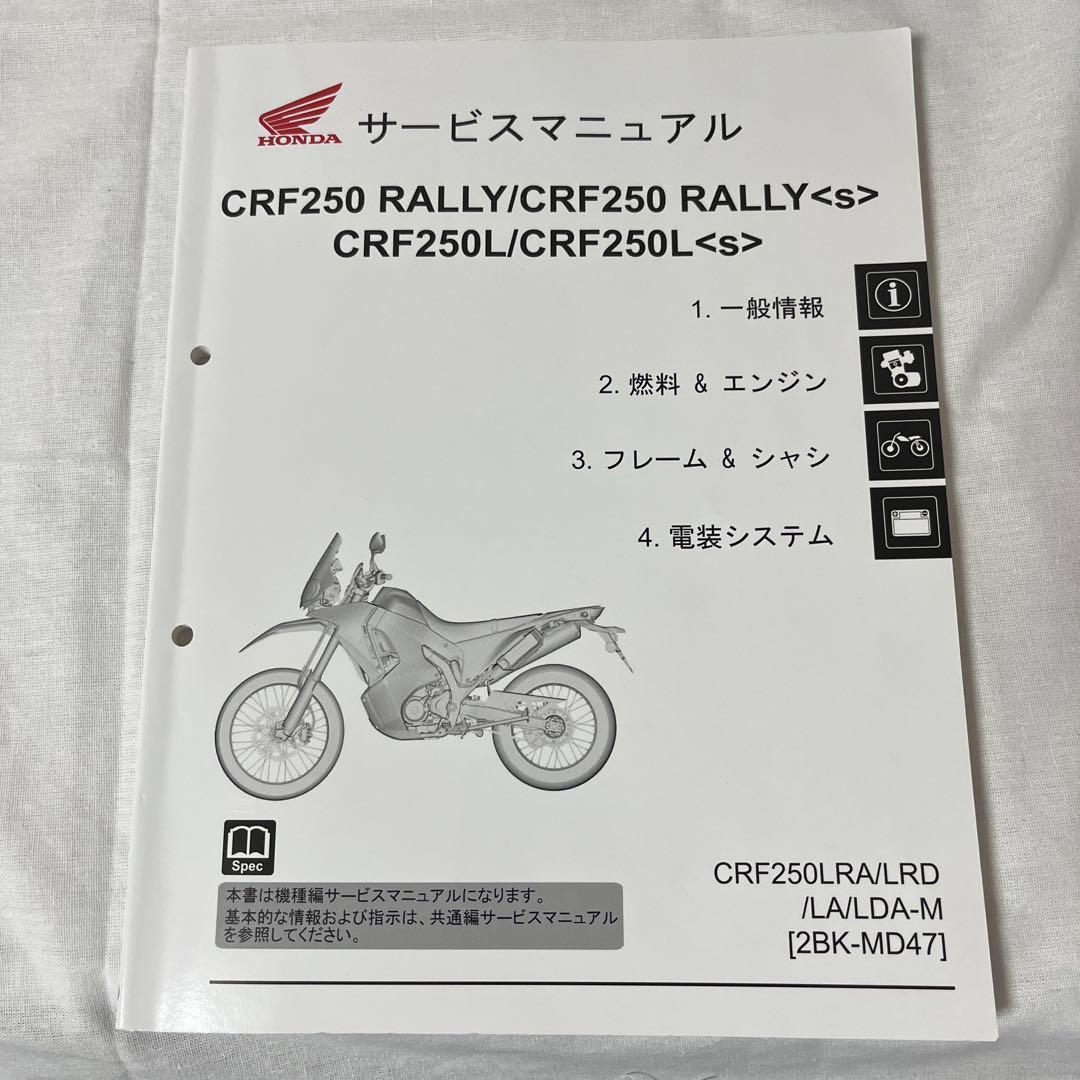 HONDA サービスマニュアル
CRF250 RALLY/CRF250 RALLY<s>
CRF250L/CRF250L<s>
1. 一般情報
2. 燃料 & エンジン
3. フレーム & シャシ
4. 電装システム
Spec
本書は機種編サービスマニュアルになります。
基本的な情報および指示は、共通編サービスマニュアル
を参照してください。
CRF250LRA/LRD
/LA/LDA-M
[2BK-MD47]